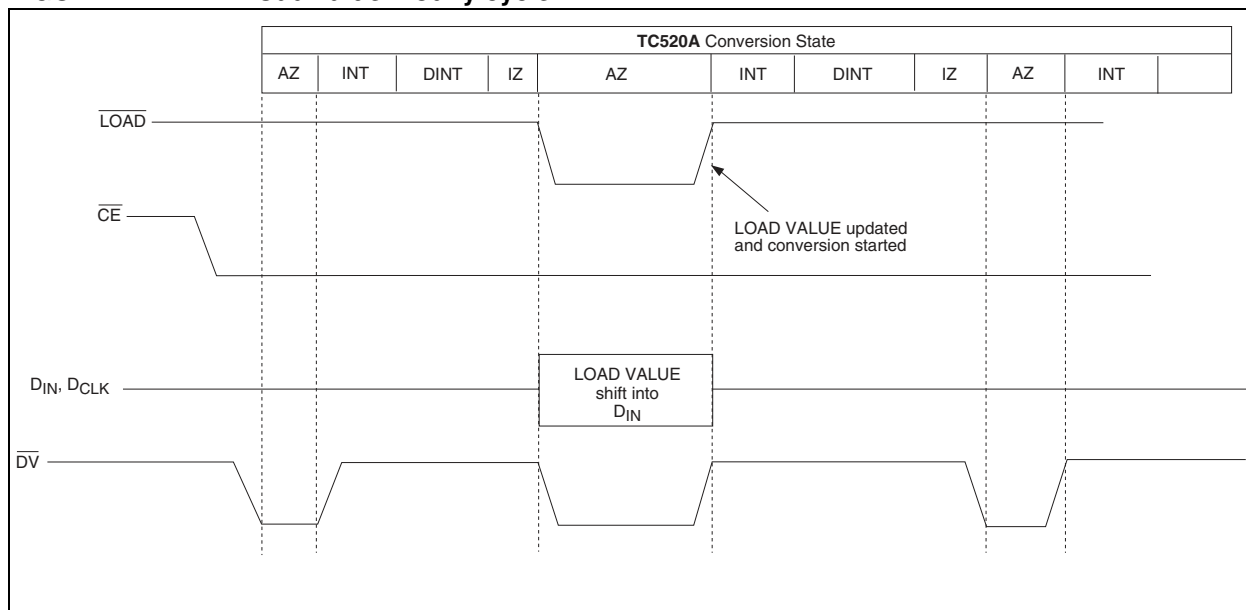 TC520A Conversion State
AZ INT DINT IZ AZ INT DINT IZ AZ INT
LOAD
CE
LOAD VALUE updated
and conversion started
DIN, DCLK
LOAD VALUE
shift into
DIN
DV